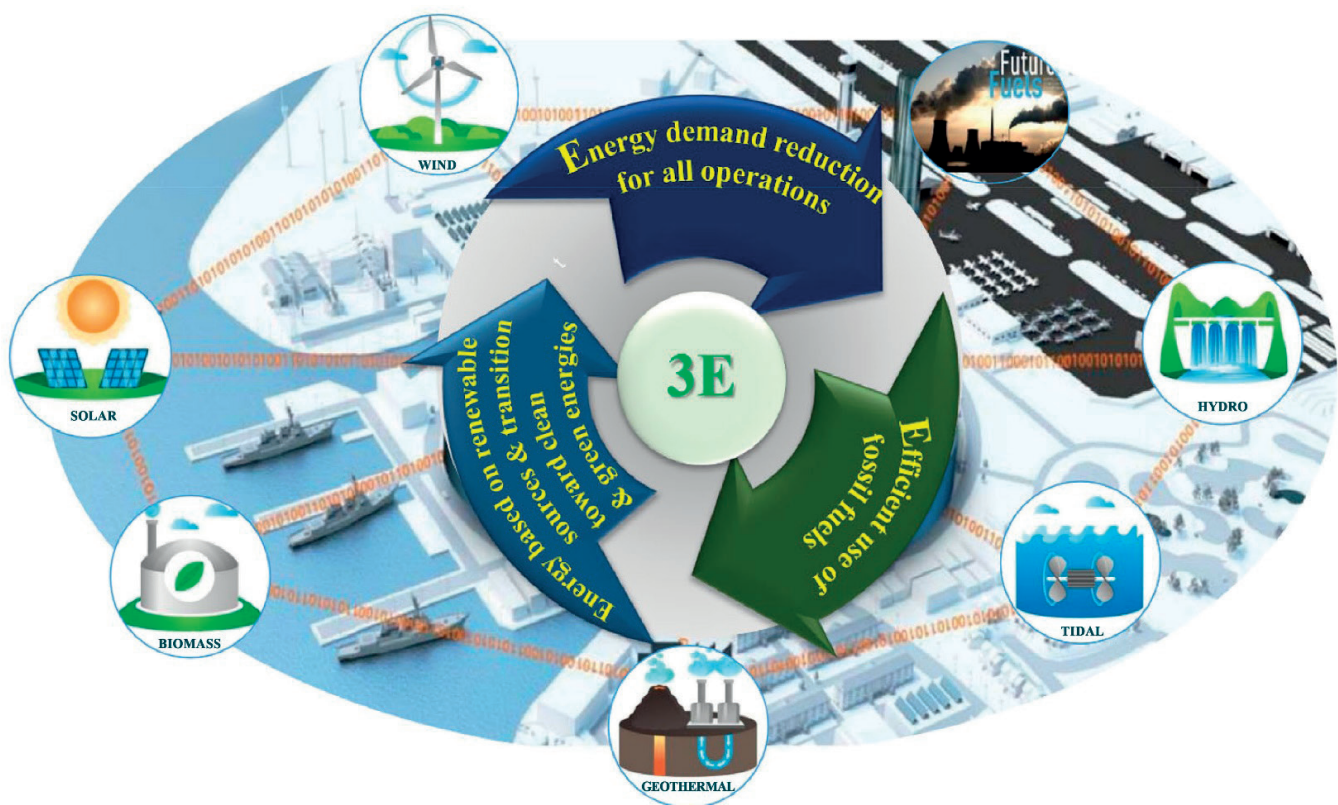 WIND
Future
Fuels
Energy demand reduction
for all operations
3E
Energy based on renewable
sources & transition
toward clean
& green energies
Efficient use of
fossil fuels
SOLAR
HYDRO
BIOMASS
TIDAL
GEOTHERMAL